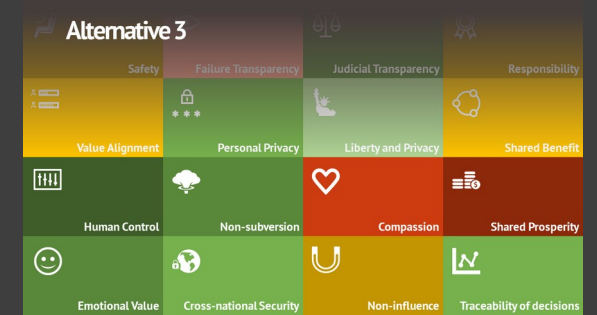 Alternative 3
Safety
Failure Transparency
Judicial Transparency
Responsibility
Value Alignment
Personal Privacy
Liberty and Privacy
Shared Benefit
Human Control
Non-subversion
Compassion
Shared Prosperity
Emotional Value
Cross-national Security
Non-influence
Traceability of decisions